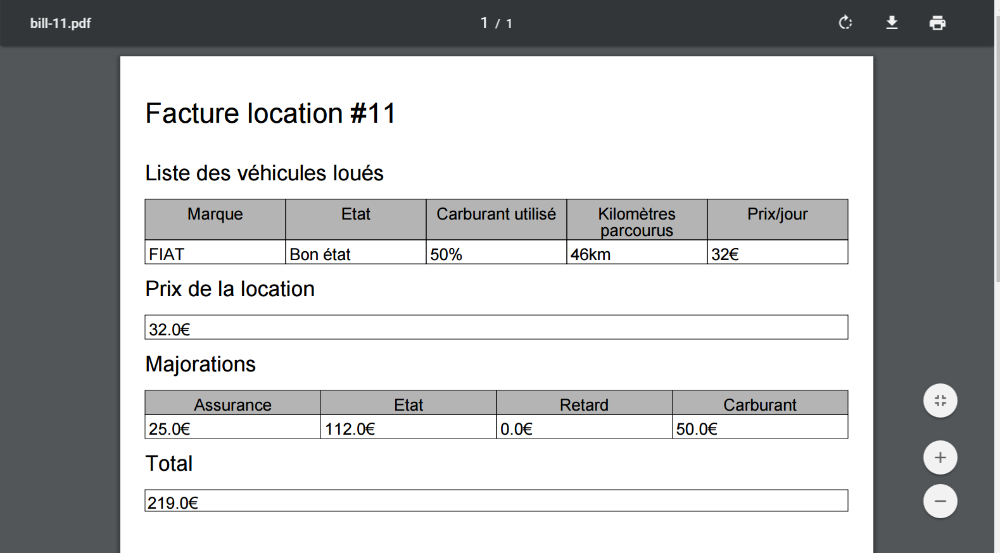 bill-11.pdf
1 / 1
Facture location #11
Liste des véhicules loués
Marque Etat Carburant utilisé Kilomètres parcourus Prix/jour
FIAT Bon état 50% 46km 32€
Prix de la location
32.0€
Majorations
Assurance Etat Retard Carburant
25.0€ 112.0€ 0.0€ 50.0€
Total
219.0€